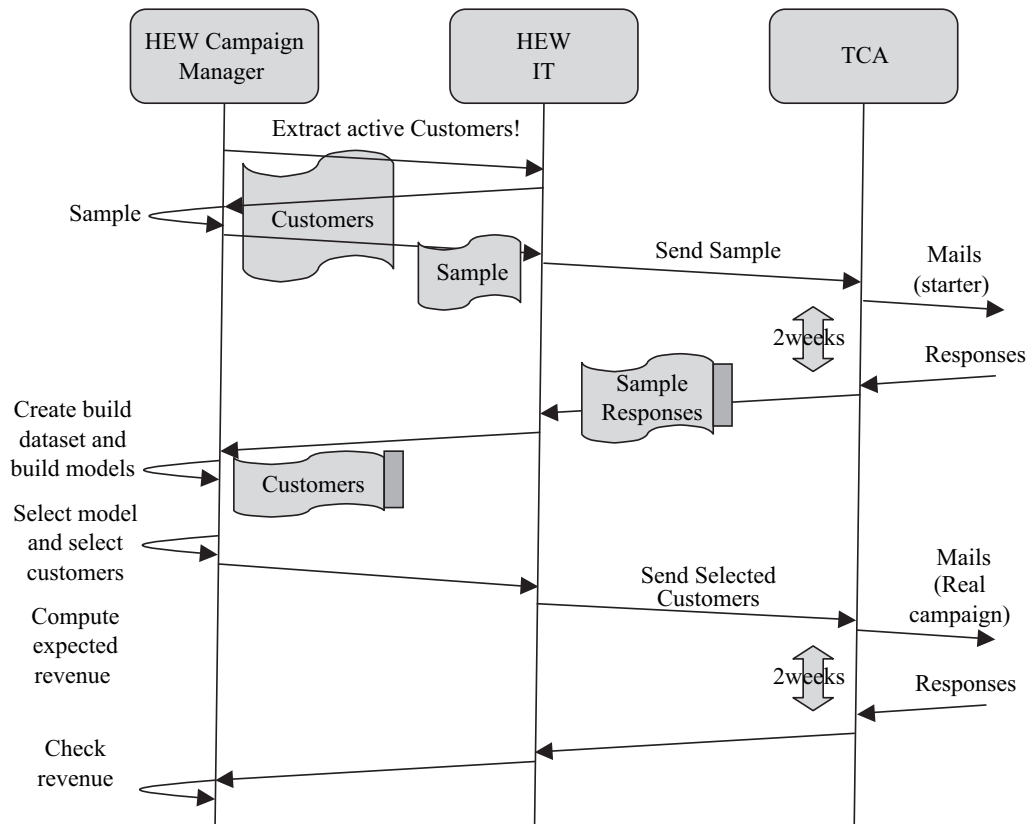 HEW Campaign
Manager
HEW
IT
TCA
Extract active Customers!
Sample
Customers
Sample
Send Sample
Mails
(starter)
2weeks
Responses
Sample
Responses
Create build
dataset and
build models
Customers
Select model
and select
customers
Send Selected
Customers
Mails
(Real
campaign)
Compute
expected
revenue
2weeks
Responses
Check
revenue